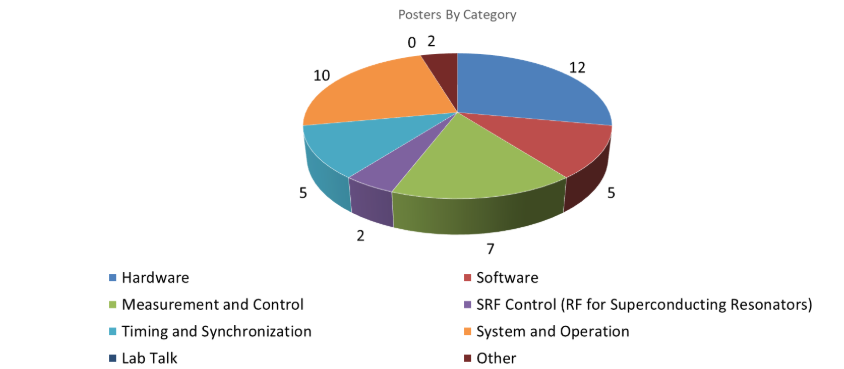 Posters By Category
0 2
12
10
5
5
2
7
Hardware
Software
Measurement and Control
SRF Control (RF for Superconducting Resonators)
Timing and Synchronization
System and Operation
Lab Talk
Other